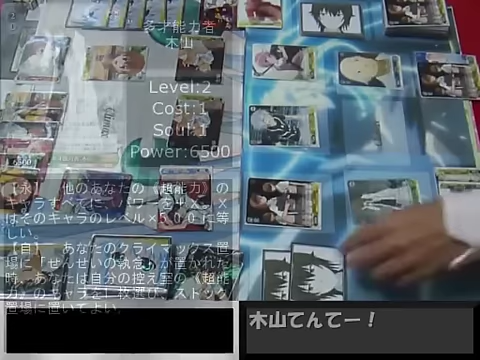 多才能力者
木山
Level:2
Cost:1
Soul:1
Power:6500
【永】 他のあなたの《超能力》の
キャラすべてに、パワーを+X。X
はそのキャラのレベル×500に等
しい。
【自】 あなたのクライマックス置
場に「せんせいの執念」が置かれた
時、あなたは自分の控え室の《超能
力》のキャラを1枚選び、ストック
置場に置いてよい。
木山てんてー!